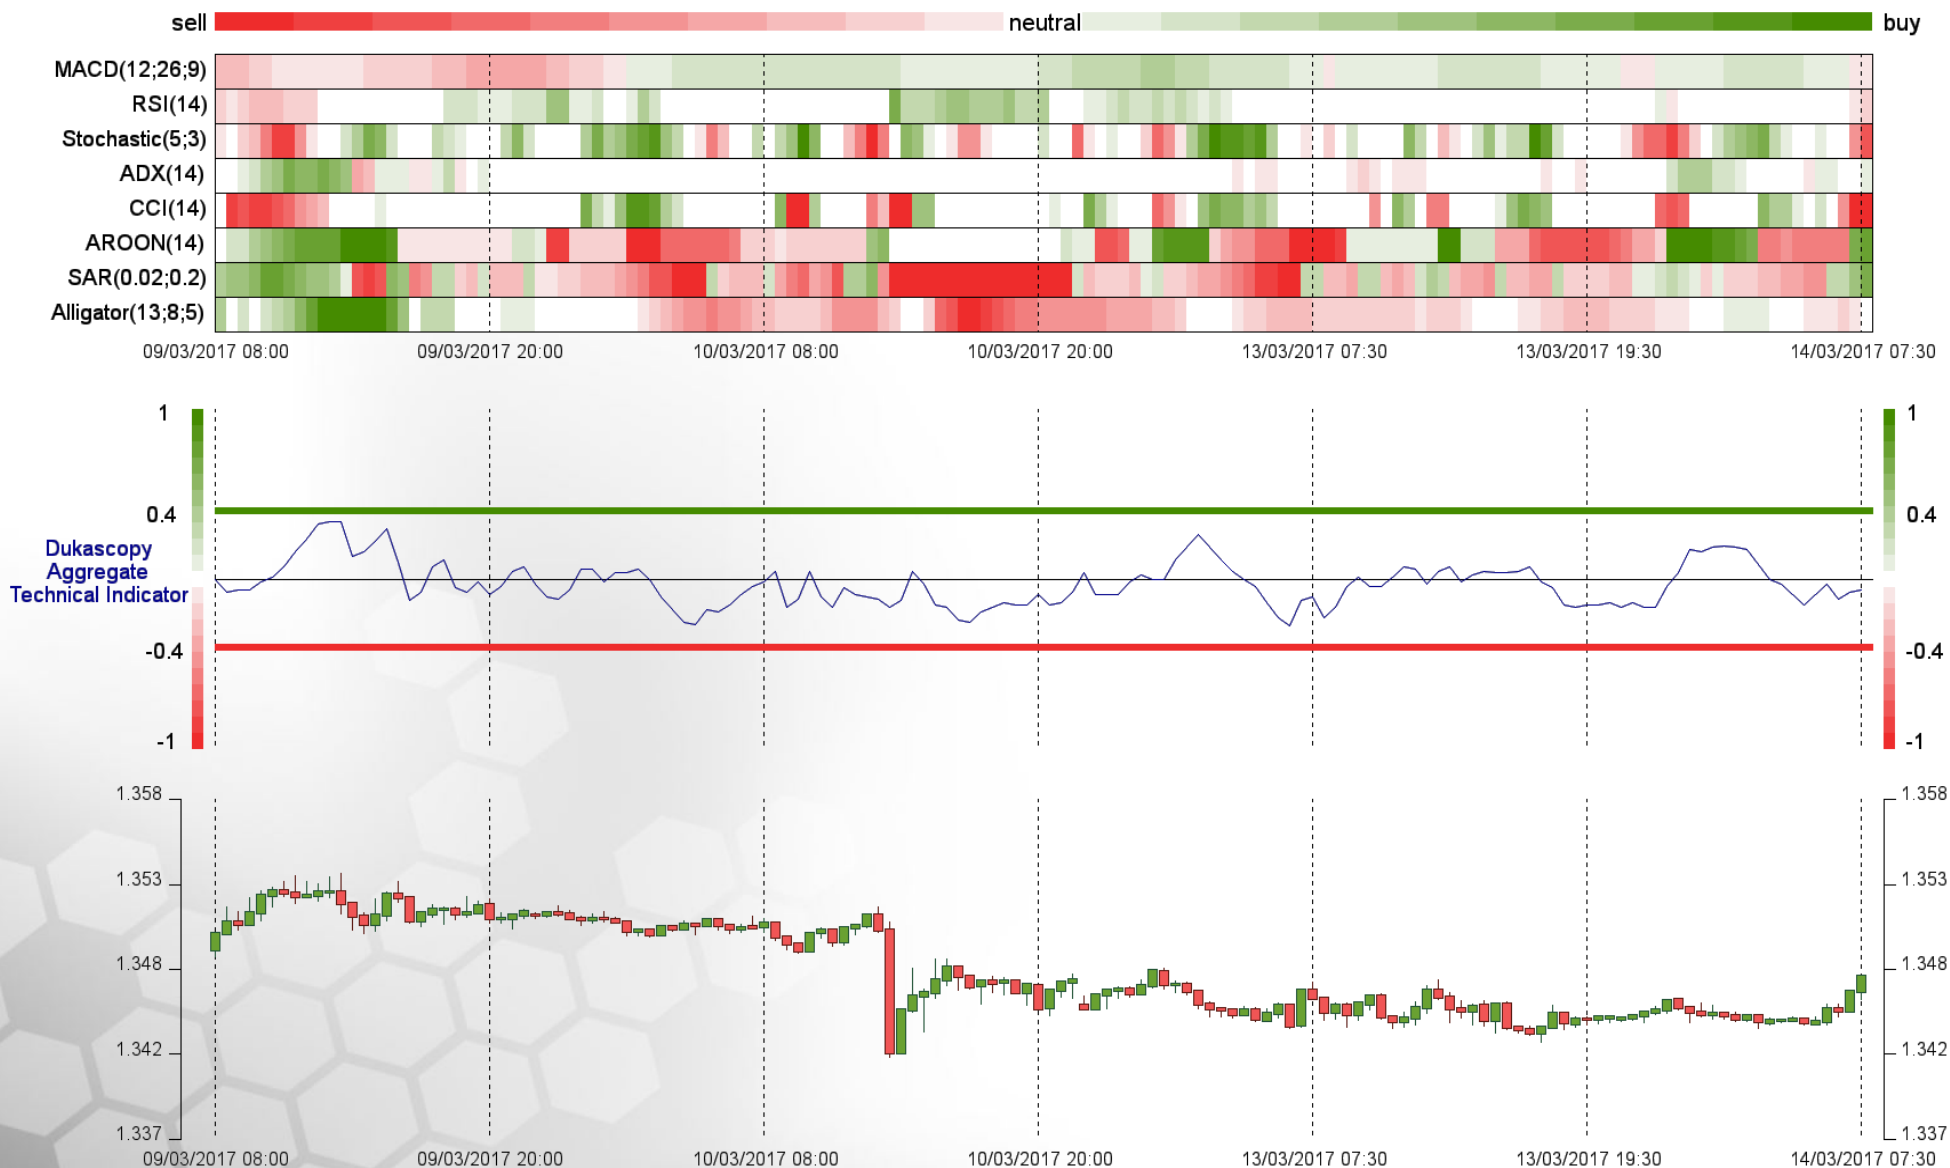 sell neutral buy
MACD(12;26;9)
RSI(14)
Stochastic(5;3)
ADX(14)
CCI(14)
AROON(14)
SAR(0.02;0.2)
Alligator(13;8;5)
09/03/2017 08:00 09/03/2017 20:00 10/03/2017 08:00 10/03/2017 20:00 13/03/2017 07:30 13/03/2017 19:30 14/03/2017 07:30
1 1
0.4 0.4
Dukascopy
Aggregate
Technical Indicator
-0.4 -0.4
-1 -1
1.358 1.358
1.353 1.353
1.348 1.348
1.342 1.342
1.337 1.337
09/03/2017 08:00 09/03/2017 20:00 10/03/2017 08:00 10/03/2017 20:00 13/03/2017 07:30 13/03/2017 19:30 14/03/2017 07:30